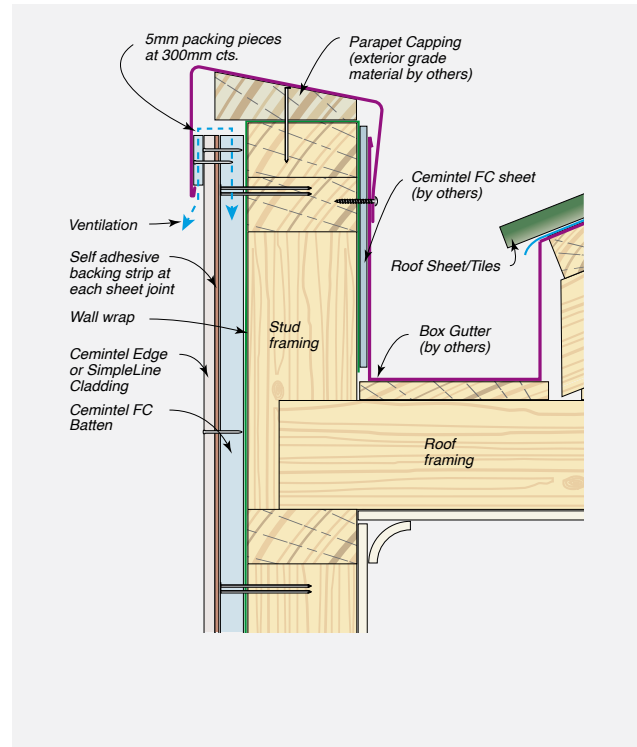 5mm packing pieces
at 300mm cts.
Parapet Capping
(exterior grade
material by others)
Cemintel FC sheet
(by others)
Ventilation
Roof Sheet/Tiles
Self adhesive
backing strip at
each sheet joint
Wall wrap
Stud
framing
Box Gutter
(by others)
Cemintel Edge
or SimpleLine
Cladding
Cemintel FC
Batten
Roof
framing